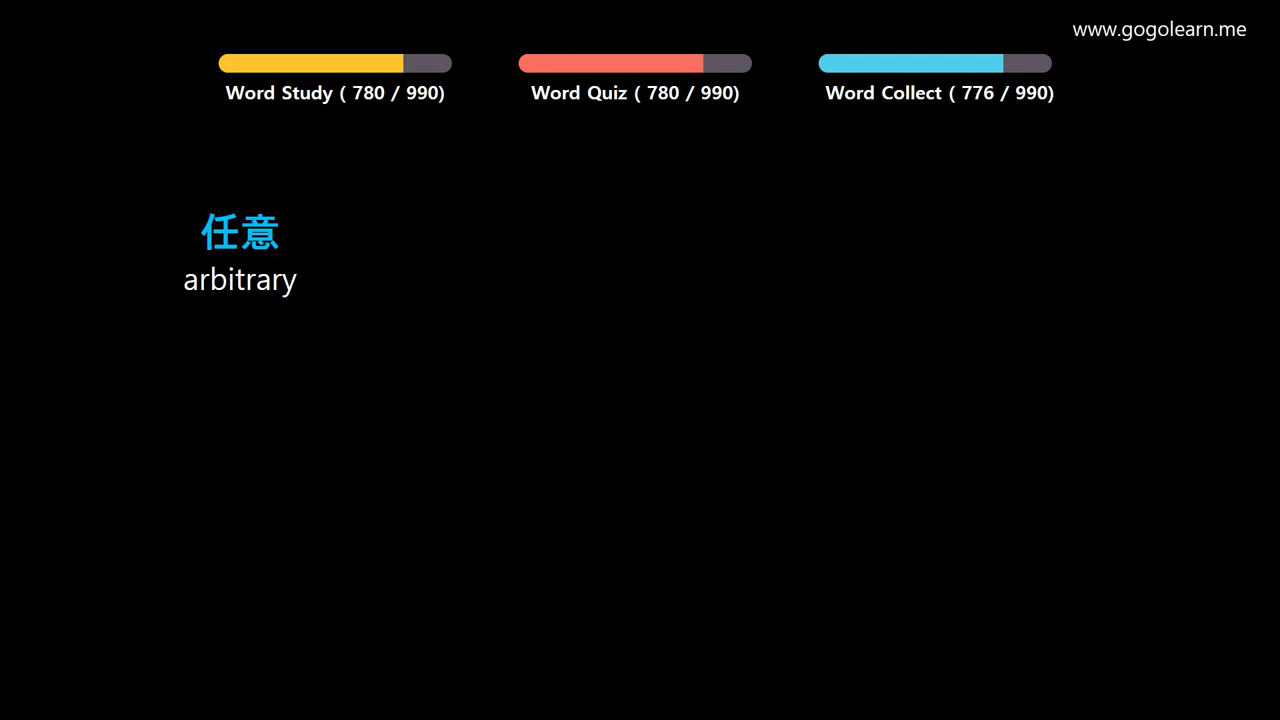 www.gogolearn.me
Word Study ( 780 / 990)
Word Quiz ( 780 / 990)
Word Collect ( 776 / 990)
任意
arbitrary